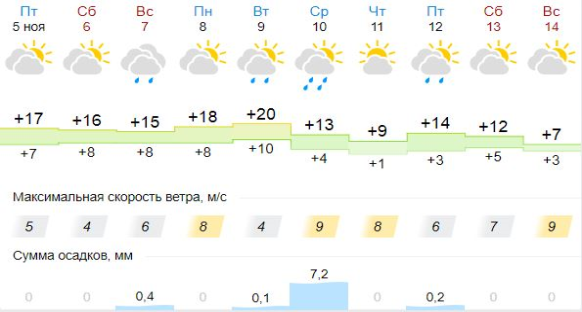 Пт Сб Вс Пн Вт Ср Чт Пт Сб Вс
5 ноя 6 7 8 9 10 11 12 13 14
+17 +16 +15 +18 +20 +13 +9 +14 +12 +7
+7 +8 +8 +8 +10 +4 +1 +3 +5 +3
Максимальная скорость ветра, м/с
5 4 6 8 4 9 8 6 7 9
Сумма осадков, мм
0 0 0,4 0 0,1 7,2 0 0,2 0 0